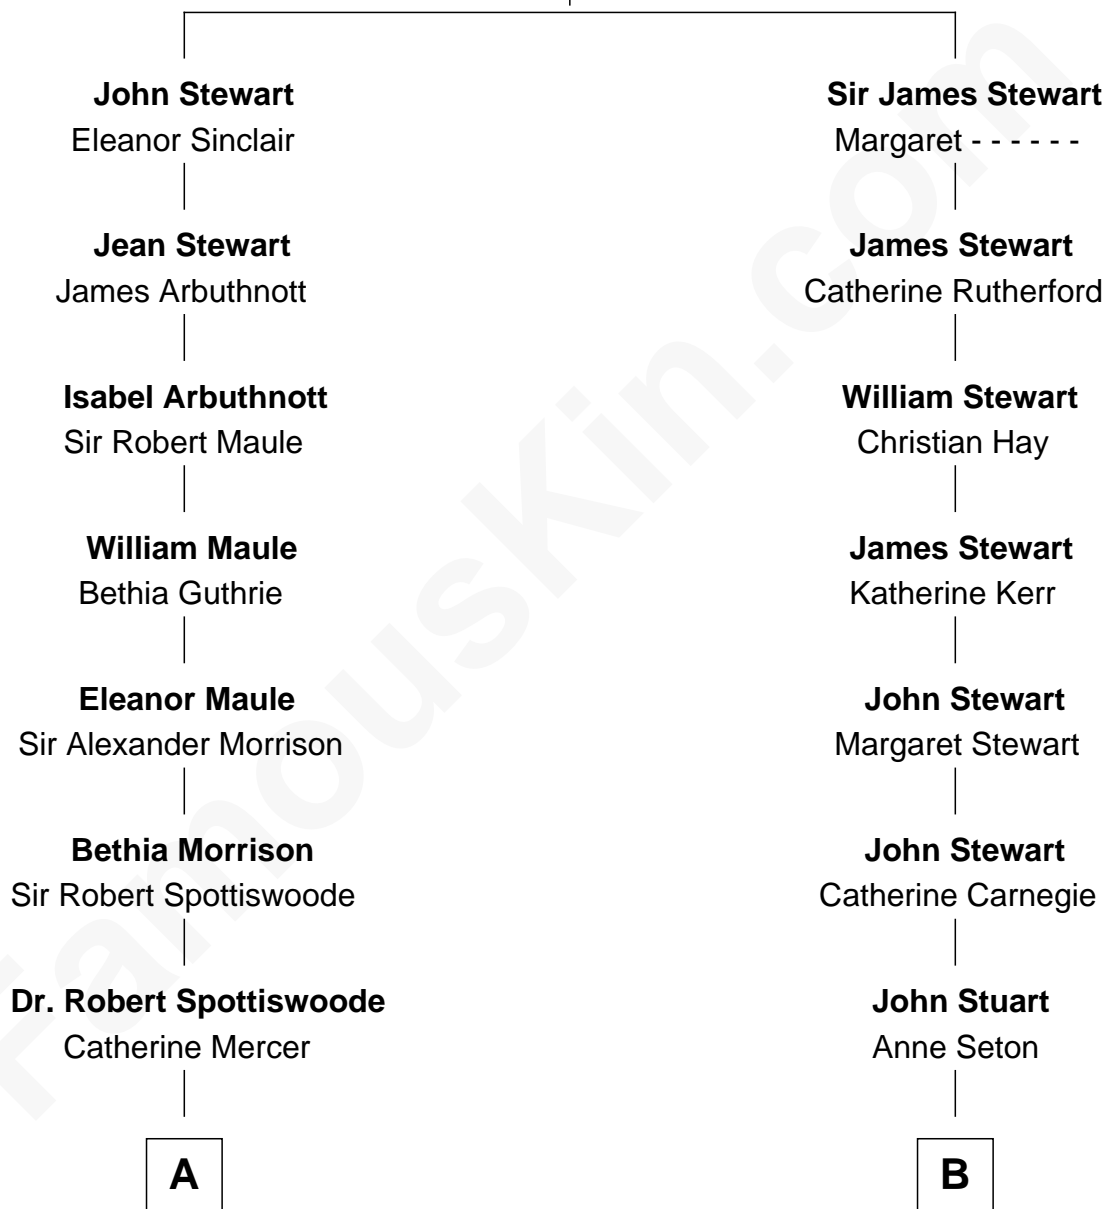 John Stewart
Eleanor Sinclair
Jean Stewart
James Arbuthnott
Isabel Arbuthnott
Sir Robert Maule
William Maule
Bethia Guthrie
Eleanor Maule
Sir Alexander Morrison
Bethia Morrison
Sir Robert Spottiswoode
Dr. Robert Spottiswoode
Catherine Mercer
A
Sir James Stewart
Margaret - - - - - -
James Stewart
Catherine Rutherford
William Stewart
Christian Hay
James Stewart
Katherine Kerr
John Stewart
Margaret Stewart
John Stewart
Catherine Carnegie
John Stuart
Anne Seton
B
FamousKin.com